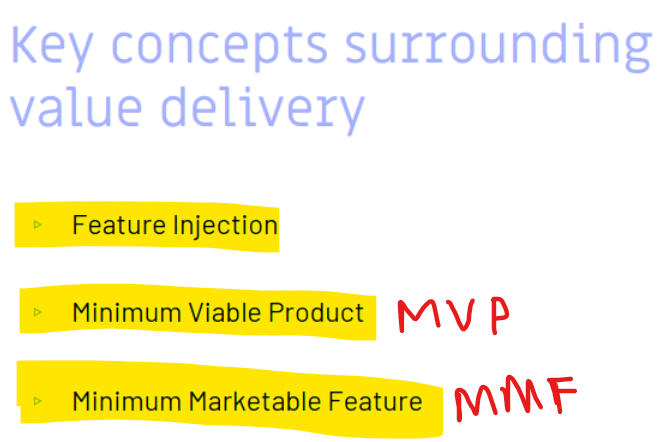 Key concepts surrounding
value delivery
Feature Injection
Minimum Viable Product MVP
Minimum Marketable Feature MMF